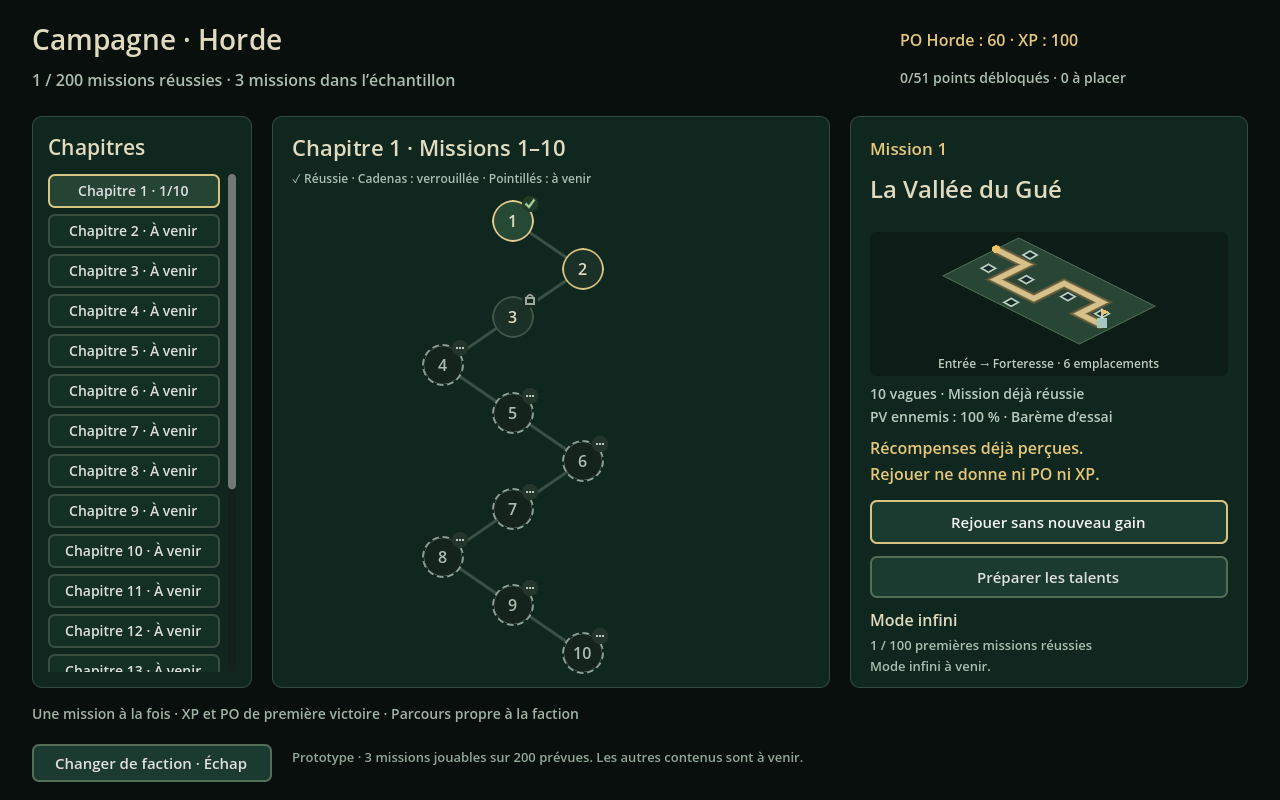 Campagne · Horde
PO Horde : 60 · XP : 100
1 / 200 missions réussies · 3 missions dans l’échantillon
0/51 points débloqués · 0 à placer
Chapitres
Chapitre 1 · 1/10
Chapitre 2 · À venir
Chapitre 3 · À venir
Chapitre 4 · À venir
Chapitre 5 · À venir
Chapitre 6 · À venir
Chapitre 7 · À venir
Chapitre 8 · À venir
Chapitre 9 · À venir
Chapitre 10 · À venir
Chapitre 11 · À venir
Chapitre 12 · À venir
Chapitre 13 · À venir
Chapitre 1 · Missions 1–10
✓ Réussie · Cadenas : verrouillée · Pointillés : à venir
1
2
3
4
5
6
7
8
9
10
Mission 1
La Vallée du Gué
Entrée → Forteresse · 6 emplacements
10 vagues · Mission déjà réussie
PV ennemis : 100 % · Barème d’essai
Récompenses déjà perçues.
Rejouer ne donne ni PO ni XP.
Rejouer sans nouveau gain
Préparer les talents
Mode infini
1 / 100 premières missions réussies
Mode infini à venir.
Une mission à la fois · XP et PO de première victoire · Parcours propre à la faction
Changer de faction · Échap
Prototype · 3 missions jouables sur 200 prévues. Les autres contenus sont à venir.